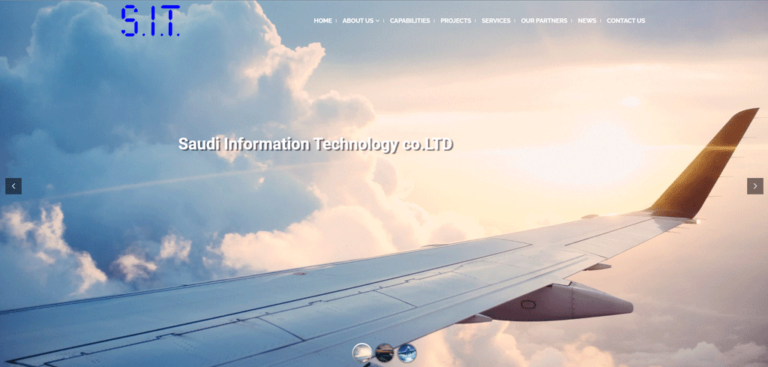 S.I.T.
HOME
ABOUT US
CAPABILITIES
PROJECTS
SERVICES
OUR PARTNERS
NEWS
CONTACT US
Saudi Information Technology co.LTD